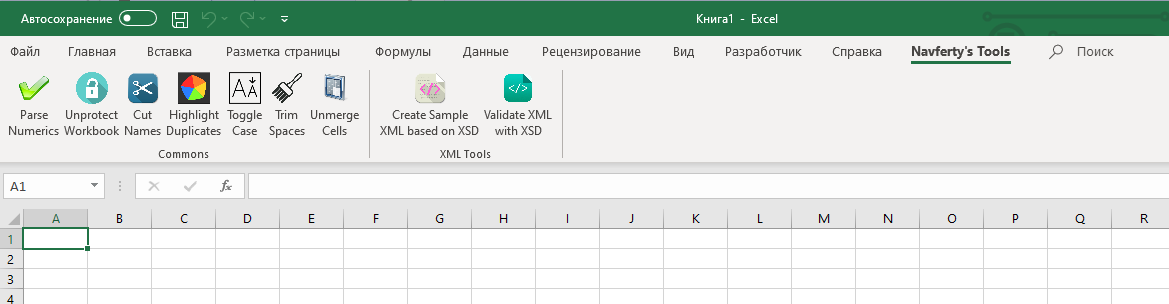 Автосохранение Книга1 - Excel
Файл Главная Вставка Разметка страницы Формулы Данные Рецензирование Вид Разработчик Справка Navferty's Tools Поиск
Parse Unprotect Cut Highlight Toggle Trim Unmerge Create Sample Validate XML
Numerics Workbook Names Duplicates Case Spaces Cells XML based on XSD with XSD
Commons XML Tools
A1 fx
A B C D E F G H I J K L M N O P Q R
1
2
3
4